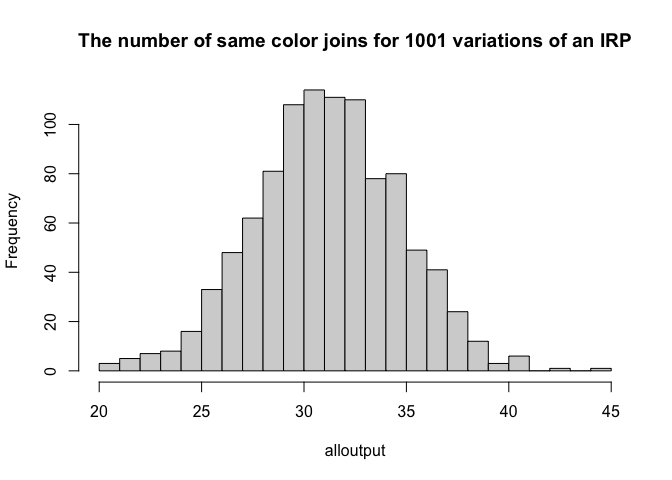 The number of same color joins for 1001 variations of an IRP
Frequency
100
80
60
40
20
0
20 25 30 35 40 45
alloutput